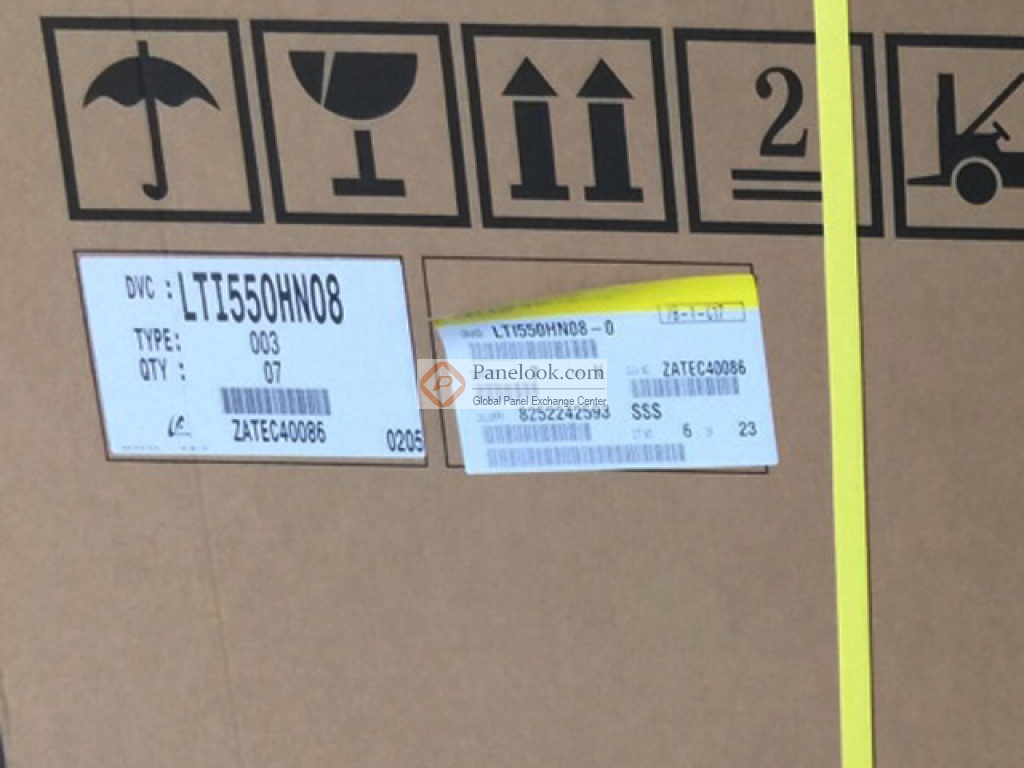 2
DVC : LTI550HN08
TYPE: 003
QTY : 07
ZATEC40086
0205
LTI550HN08-0
ZATEC40086
8252242593 SSS
6 23
Panelook.com
Global Panel Exchange Center